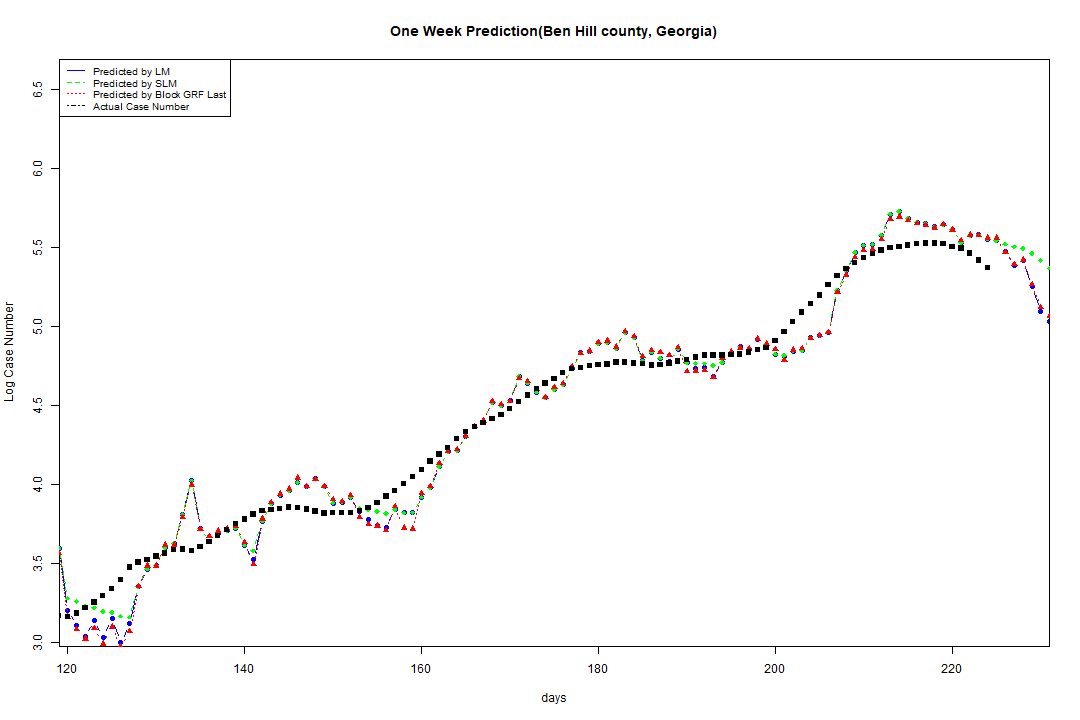 One Week Prediction(Ben Hill county, Georgia)
Predicted by LM
Predicted by SLM
Predicted by Block GRF Last
Actual Case Number
6.5
6.0
5.5
5.0
4.5
4.0
3.5
3.0
Log Case Number
120 140 160 180 200 220
days